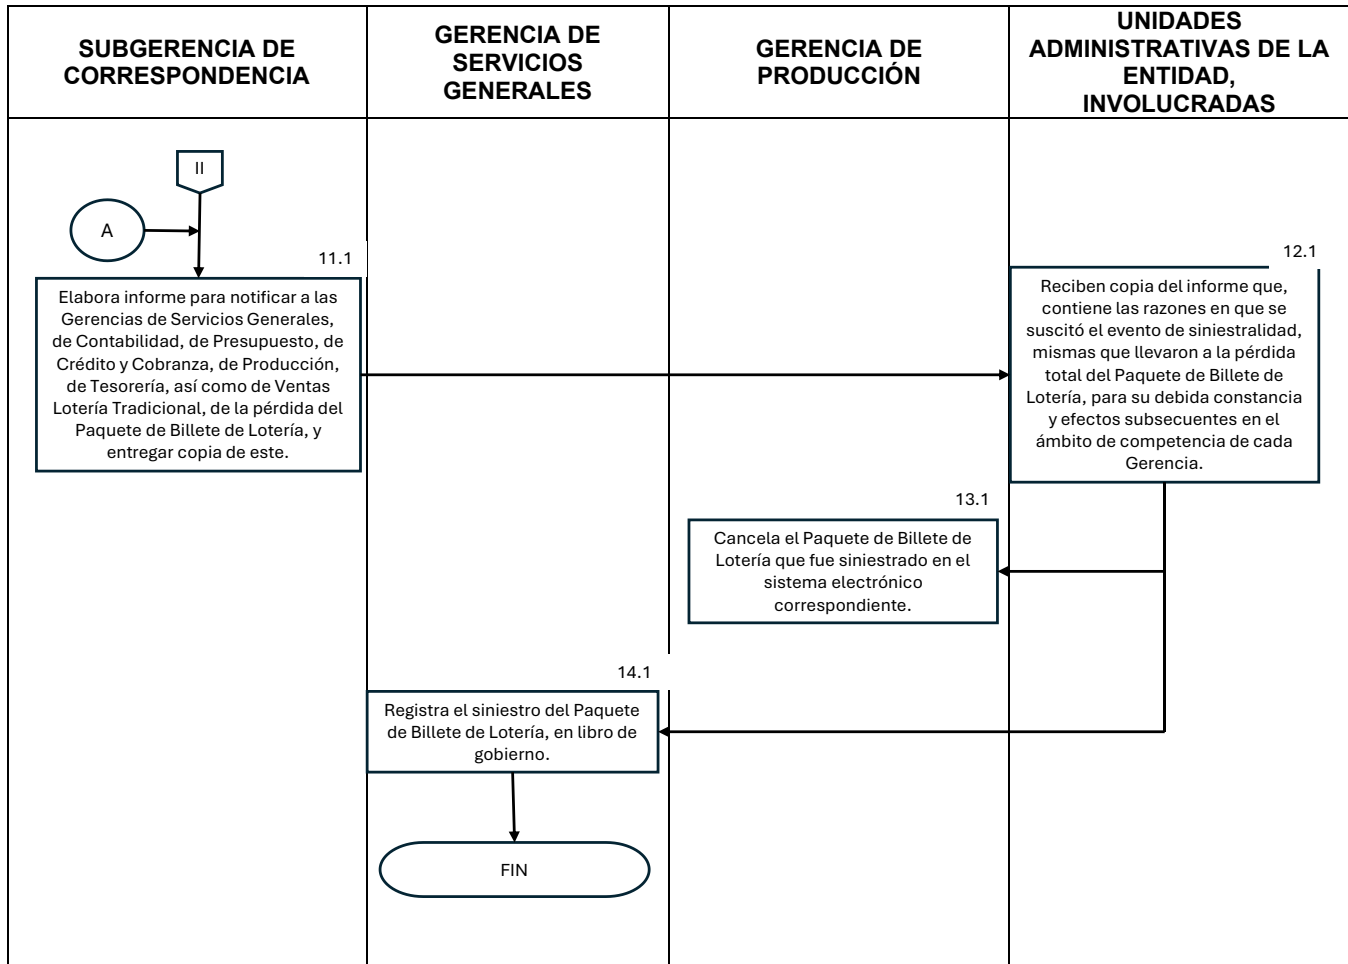 SUBGERENCIA DE
CORRESPONDENCIA
GERENCIA DE
SERVICIOS
GENERALES
GERENCIA DE
PRODUCCIÓN
UNIDADES
ADMINISTRATIVAS DE LA
ENTIDAD,
INVOLUCRADAS
II
A
11.1
Elabora informe para notificar a las
Gerencias de Servicios Generales,
de Contabilidad, de Presupuesto, de
Crédito y Cobranza, de Producción,
de Tesorería, así como de Ventas
Lotería Tradicional, de la pérdida del
Paquete de Billete de Lotería, y
entregar copia de este.
12.1
Reciben copia del informe que,
contiene las razones en que se
suscitó el evento de siniestralidad,
mismas que llevaron a la pérdida
total del Paquete de Billete de
Lotería, para su debida constancia
y efectos subsecuentes en el
ámbito de competencia de cada
Gerencia.
13.1
Cancela el Paquete de Billete de
Lotería que fue siniestrado en el
sistema electrónico
correspondiente.
14.1
Registra el siniestro del Paquete
de Billete de Lotería, en libro de
gobierno.
FIN